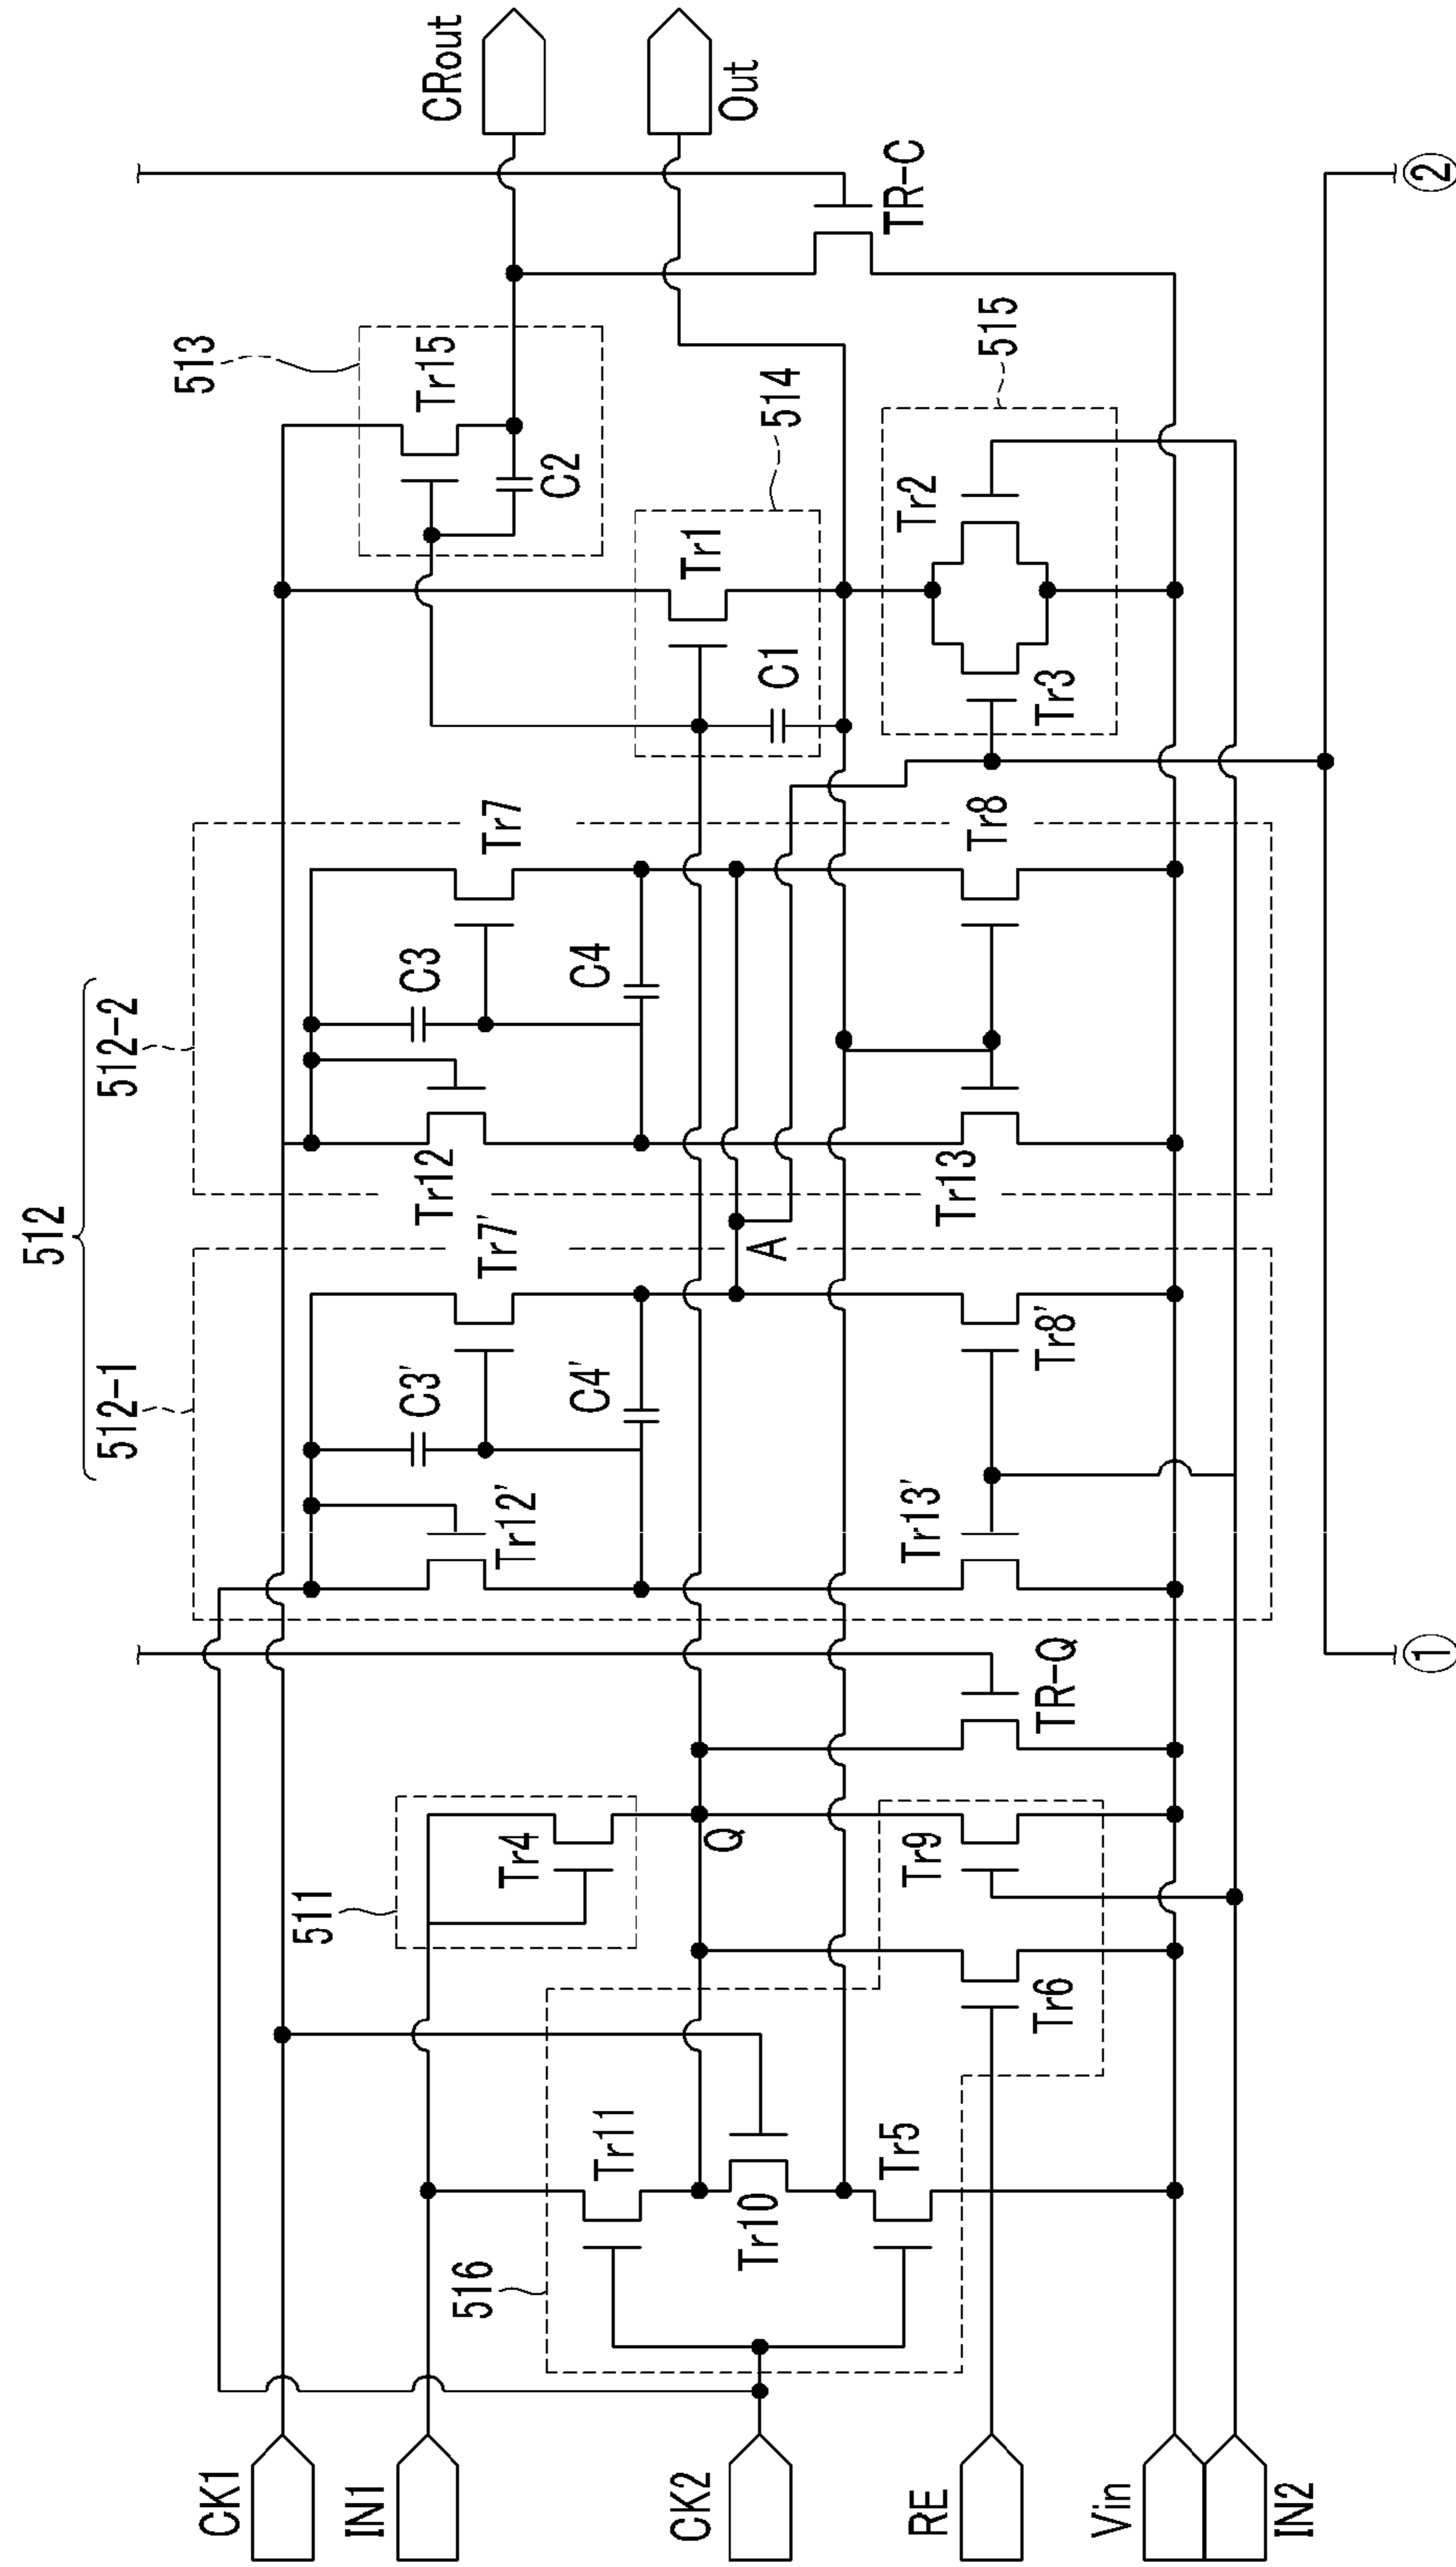 512
512-1
512-2
513
CK1
IN1
CK2
RE
Vin
IN2
516
Tr11
Tr10
Tr5
511
Tr4
Q
Tr6
Tr9
TR-Q
Tr12'
C3'
Tr7'
C4'
A
Tr13'
Tr8'
Tr12
C3
Tr7
C4
Tr13
Tr8
Tr15
C2
514
Tr1
C1
515
Tr2
Tr3
TR-C
CRout
Out
1
2